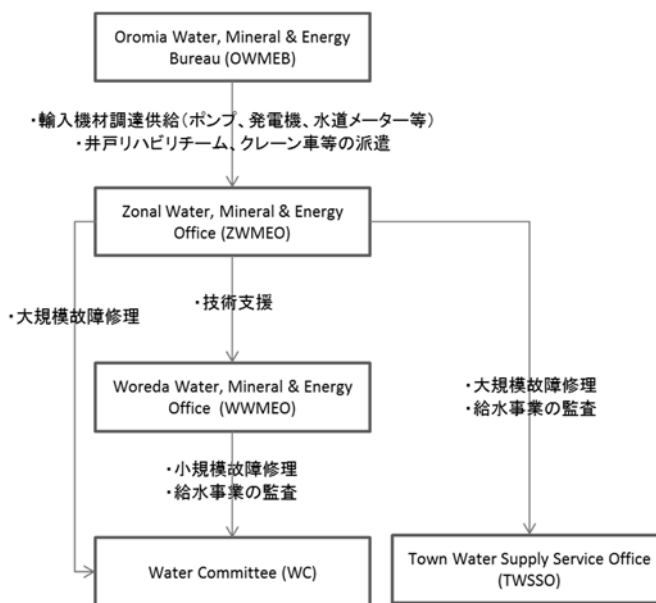 Oromia Water, Mineral & Energy
Bureau (OWMEB)
・輸入機材調達供給(ポンプ、発電機、水道メーター等)
・井戸リハビリチーム、クレーン車等の派遣
Zonal Water, Mineral & Energy
Office (ZWMEO)
・大規模故障修理
・技術支援
Woreda Water, Mineral & Energy
Office (WWMEO)
・大規模故障修理
・給水事業の監査
・小規模故障修理
・給水事業の監査
Water Committee (WC)
Town Water Supply Service Office
(TWSSO)